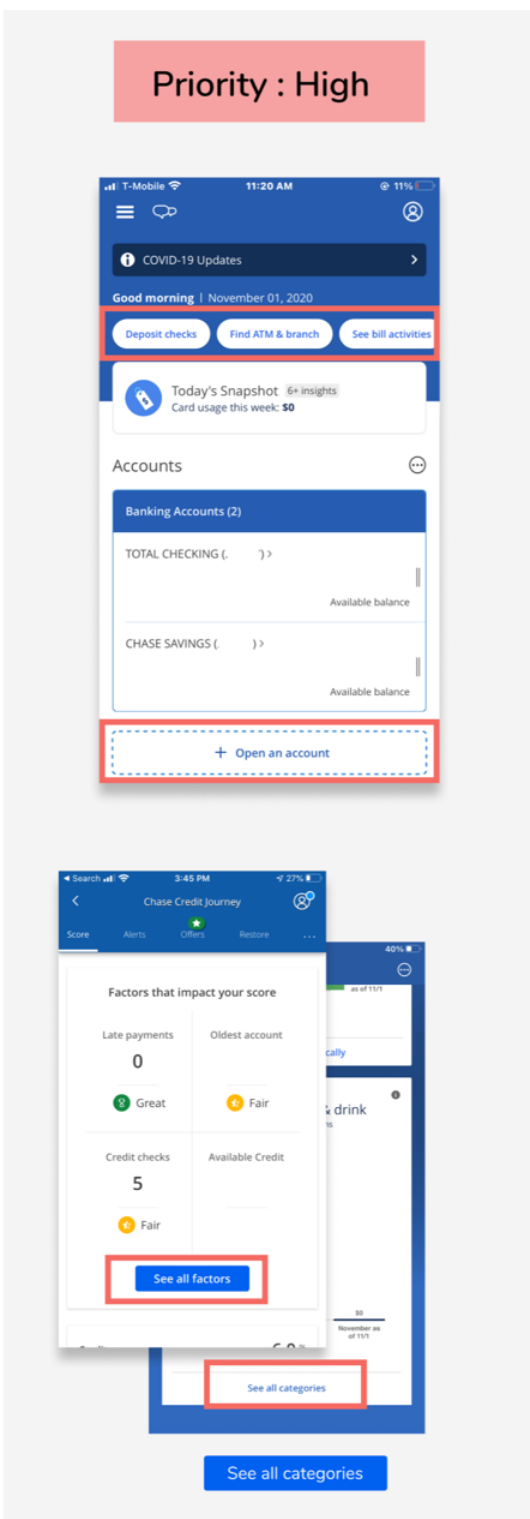 Priority : High
T-Mobile 11:20 AM 11%
COVID-19 Updates
Good morning | November 01, 2020
Deposit checks Find ATM & branch See bill activities
Today's Snapshot 6+ insights
Card usage this week: $0
Accounts
Banking Accounts (2)
TOTAL CHECKING (. ) >
Available balance
CHASE SAVINGS ( ) >
Available balance
+ Open an account
Search 3:45 PM 27%
Chase Credit Journey
Score Alerts Offers Restore ...
Factors that impact your score
Late payments Oldest account
0
Great Fair
Credit checks Available Credit
5
Fair
See all factors
40%
as of 11/1
cally
& drink
$0
November as
of 11/1
See all categories
See all categories